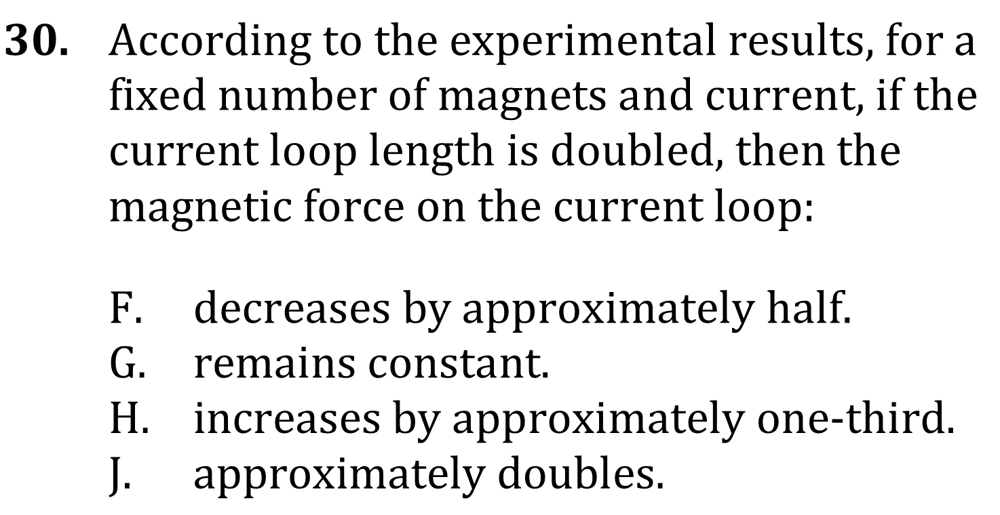 30. According to the experimental results, for a
fixed number of magnets and current, if the
current loop length is doubled, then the
magnetic force on the current loop:
F. decreases by approximately half.
G. remains constant.
H. increases by approximately one-third.
J. approximately doubles.